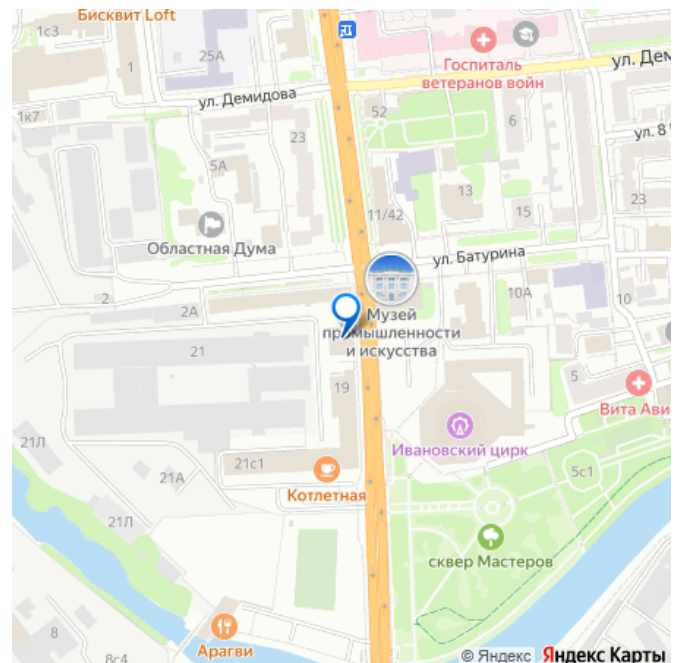 Бисквит Loft
1с3
1
25А
Госпиталь
ветеранов войн
ул. Дем
ул. Демидова
1к7
52
6
ул. 8
23
5А
13
23
11/42
15
Областная Дума
ул. Батурина
2
2А
10А
10
Музей
промышленности
и искусства
21
19
5
Вита Ави
Ивановский цирк
21Л
21с1
21А
Котлетная
5с1
21Л
сквер Мастеров
8
8с4
Арагви
© Яндекс Яндекс Карты